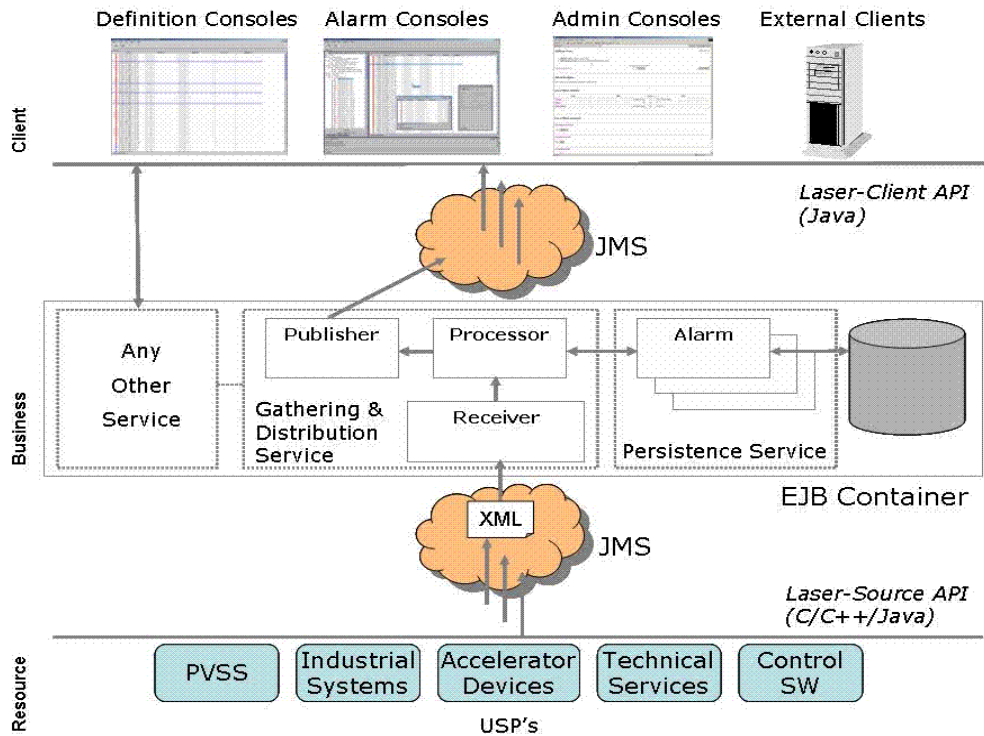 Definition Consoles
Alarm Consoles
Admin Consoles
External Clients
Client
Laser-Client API
(Java)
JMS
Business
Any
Other
Service
Publisher
Processor
Receiver
Gathering &
Distribution
Service
Alarm
Persistence Service
EJB Container
XML
JMS
Laser-Source API
(C/C++/Java)
Resource
PVSS
Industrial
Systems
Accelerator
Devices
Technical
Services
Control
SW
USP's